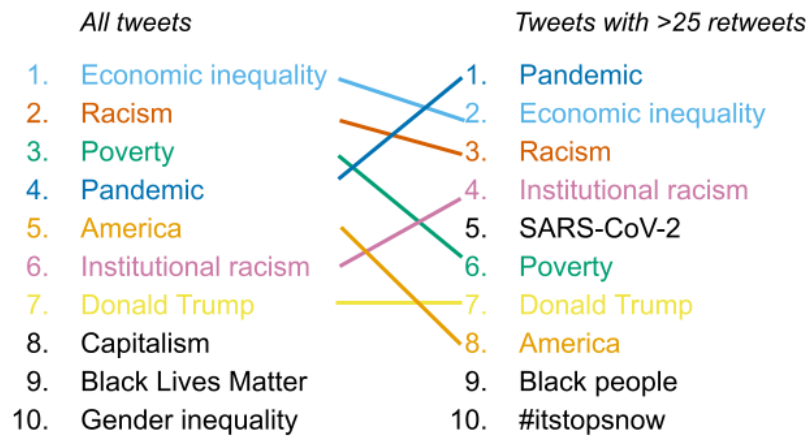 All tweets
1. Economic inequality
2. Racism
3. Poverty
4. Pandemic
5. America
6. Institutional racism
7. Donald Trump
8. Capitalism
9. Black Lives Matter
10. Gender inequality
Tweets with >25 retweets
1. Pandemic
2. Economic inequality
3. Racism
4. Institutional racism
5. SARS-CoV-2
6. Poverty
7. Donald Trump
8. America
9. Black people
10. #itstopsnow